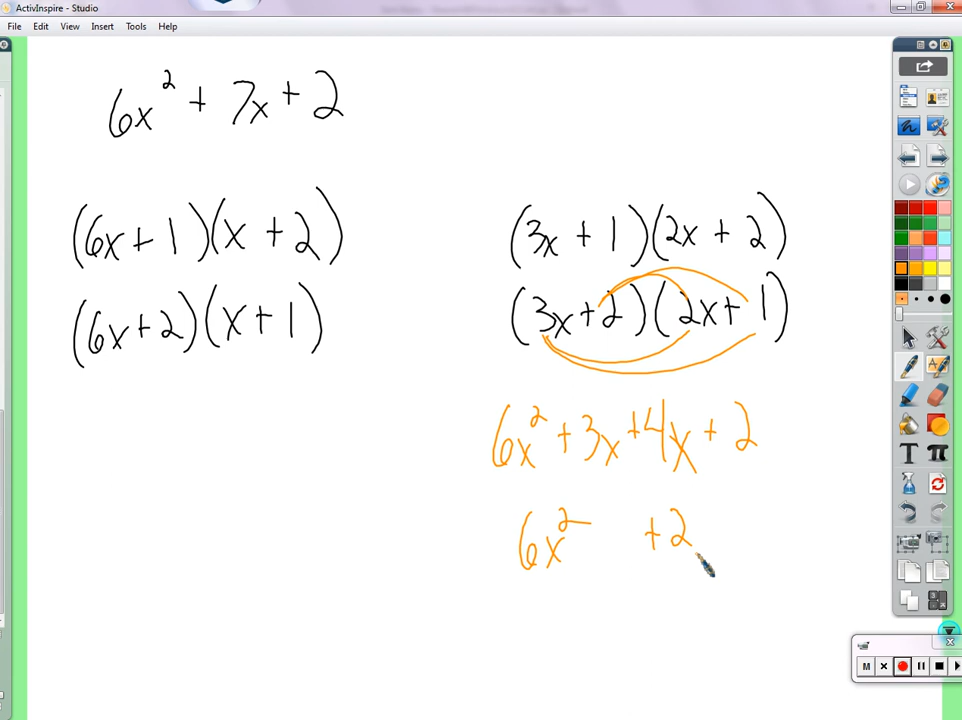 ActivInspire - Studio
File Edit View Insert Tools Help
6x² + 7x + 2
(6x + 1)(x + 2)
(6x + 2)(x + 1)
(3x + 1)(2x + 2)
(3x + 2)(2x + 1)
6x² + 3x + 4x + 2
6x² + 2
M